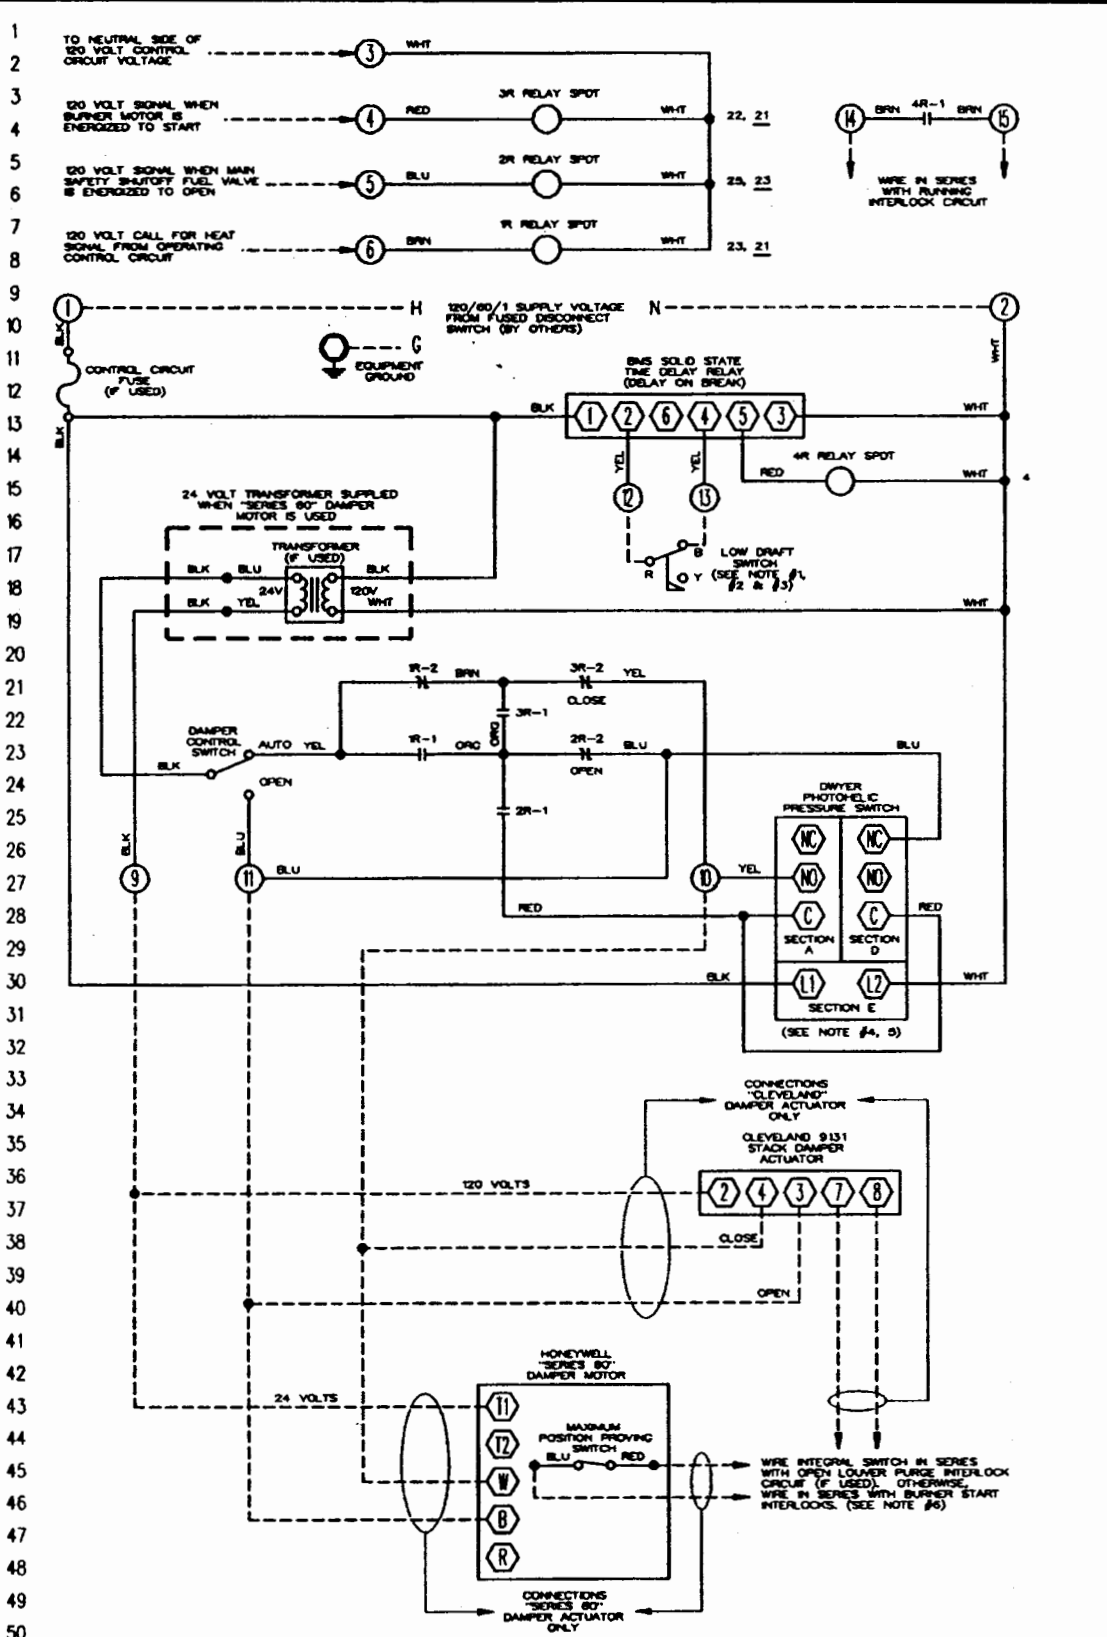 1
TO NEUTRAL SIDE OF
120 VOLT CONTROL
CIRCUIT VOLTAGE
3
WHT
2
3
120 VOLT SIGNAL WHEN
BURNER MOTOR IS
ENERGIZED TO START
4
RED
3R RELAY SPDT
WHT
22, 21
14
BRN
4R-1
BRN
15
4
5
120 VOLT SIGNAL WHEN MAIN
SAFETY SHUTOFF FUEL VALVE
IS ENERGIZED TO OPEN
5
BLU
2R RELAY SPDT
WHT
25, 23
WIRE IN SERIES
WITH RUNNING
INTERLOCK CIRCUIT
6
7
120 VOLT CALL FOR HEAT
SIGNAL FROM OPERATING
CONTROL CIRCUIT
6
BRN
1R RELAY SPDT
WHT
23, 21
8
9
1
H
120/60/1 SUPPLY VOLTAGE
FROM FUSED DISCONNECT
SWITCH (BY OTHERS)
N
2
10
BLK
G
EQUIPMENT
GROUND
WHT
11
CONTROL CIRCUIT
FUSE
(IF USED)
BMS SOLID STATE
TIME DELAY RELAY
(DELAY ON BREAK)
12
13
BLK
BLK
1 2 6 4 5 3
WHT
14
YEL
YEL
RED
4R RELAY SPDT
WHT
4
15
24 VOLT TRANSFORMER SUPPLIED
WHEN "SERIES 60" DAMPER
MOTOR IS USED
12
13
16
17
TRANSFORMER
(IF USED)
R
B
Y
LOW DRAFT
SWITCH
(SEE NOTE #1,
#2 & #3)
18
BLK
BLU
24V
120V
BLK
19
BLK
YEL
WHT
WHT
20
21
1R-2
BRN
3R-2
CLOSE
YEL
22
3R-1
ORG
23
DAMPER
CONTROL
SWITCH
AUTO
YEL
1R-1
ORG
2R-2
OPEN
BLU
BLU
24
BLK
OPEN
DWYER
PHOTOHELIC
PRESSURE SWITCH
25
2R-1
26
BLK
BLU
NC
NC
27
9
11
BLU
10
YEL
NO
NO
28
RED
C
C
RED
29
SECTION
A
SECTION
D
30
BLK
L1
L2
WHT
31
SECTION E
(SEE NOTE #4, 5)
32
33
34
CONNECTIONS
"CLEVELAND"
DAMPER ACTUATOR
ONLY
35
CLEVELAND 9131
STACK DAMPER
ACTUATOR
36
120 VOLTS
2 4 3 7 8
37
38
CLOSE
39
40
OPEN
41
42
HONEYWELL
"SERIES 60"
DAMPER MOTOR
43
24 VOLTS
T1
44
T2
MAXIMUM
POSITION PROVING
SWITCH
45
BLU
RED
W
WIRE INTEGRAL SWITCH IN SERIES
WITH OPEN LOUVER PURGE INTERLOCK
CIRCUIT (IF USED). OTHERWISE,
WIRE IN SERIES WITH BURNER START
INTERLOCKS. (SEE NOTE #6)
46
B
47
48
R
49
CONNECTIONS
"SERIES 60"
DAMPER ACTUATOR
ONLY
50